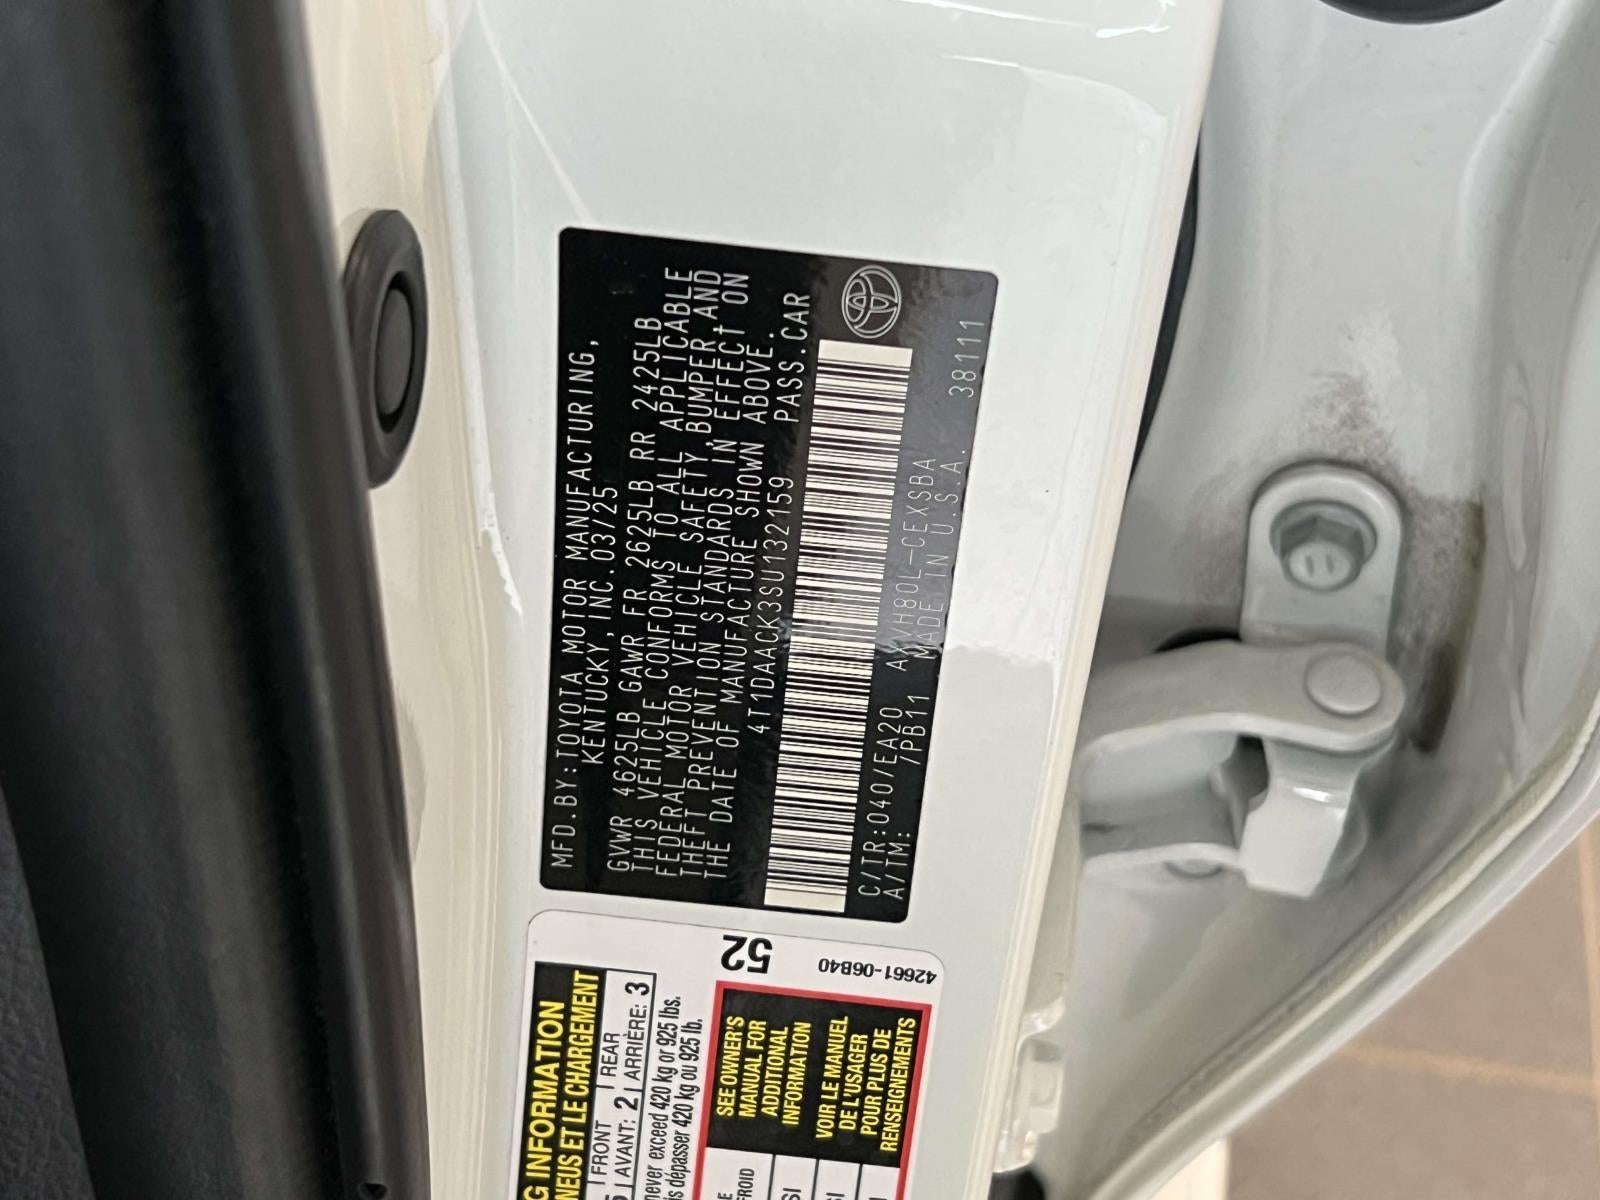 MFD.BY:TOYOTA MOTOR MANUFACTURING,
KENTUCKY, INC.03/25
GVWR 4625LB GAWR FR 2625LB RR 2425LB
THIS VEHICLE CONFORMS TO ALL APPLICABLE
FEDERAL MOTOR VEHICLE SAFETY,BUMPER,AND
THEFT PREVENTION STANDARDS IN EFFECT ON
THE DATE OF MANUFACTURE SHOWN ABOVE.
4T1DAACK3SU132159 PASS.CAR
C/TR:040/EA20 AXVH80L-CEXSBA
A/TM: /PB11 MADE IN U.S.A. 38111
52
42661-06B40
INFORMATION
ET LE CHARGEMENT
FRONT REAR
AVANT: 2 ARRIÈRE: 3
never exceed 420 kg or 925 lbs.
dépasser 420 kg ou 925 lb.
SEE OWNER'S
MANUAL FOR
ADDITIONAL
INFORMATION
VOIR LE MANUEL
DE L'USAGER
POUR PLUS DE
RENSEIGNEMENTS